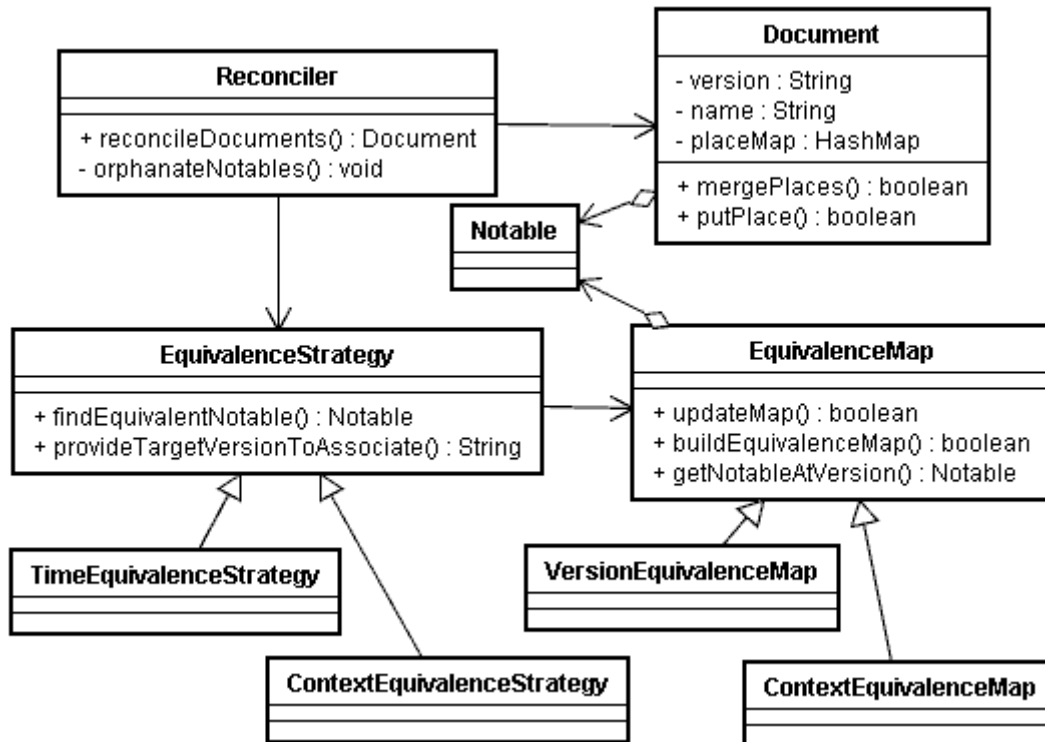 Document
- version : String
- name : String
- placeMap : HashMap
+ mergePlaces() : boolean
+ putPlace() : boolean
Reconciler
+ reconcileDocuments() : Document
- orphanateNotables() : void
Notable
EquivalenceStrategy
+ findEquivalentNotable() : Notable
+ provideTargetVersionToAssociate() : String
EquivalenceMap
+ updateMap() : boolean
+ buildEquivalenceMap() : boolean
+ getNotableAtVersion() : Notable
TimeEquivalenceStrategy
VersionEquivalenceMap
ContextEquivalenceStrategy
ContextEquivalenceMap